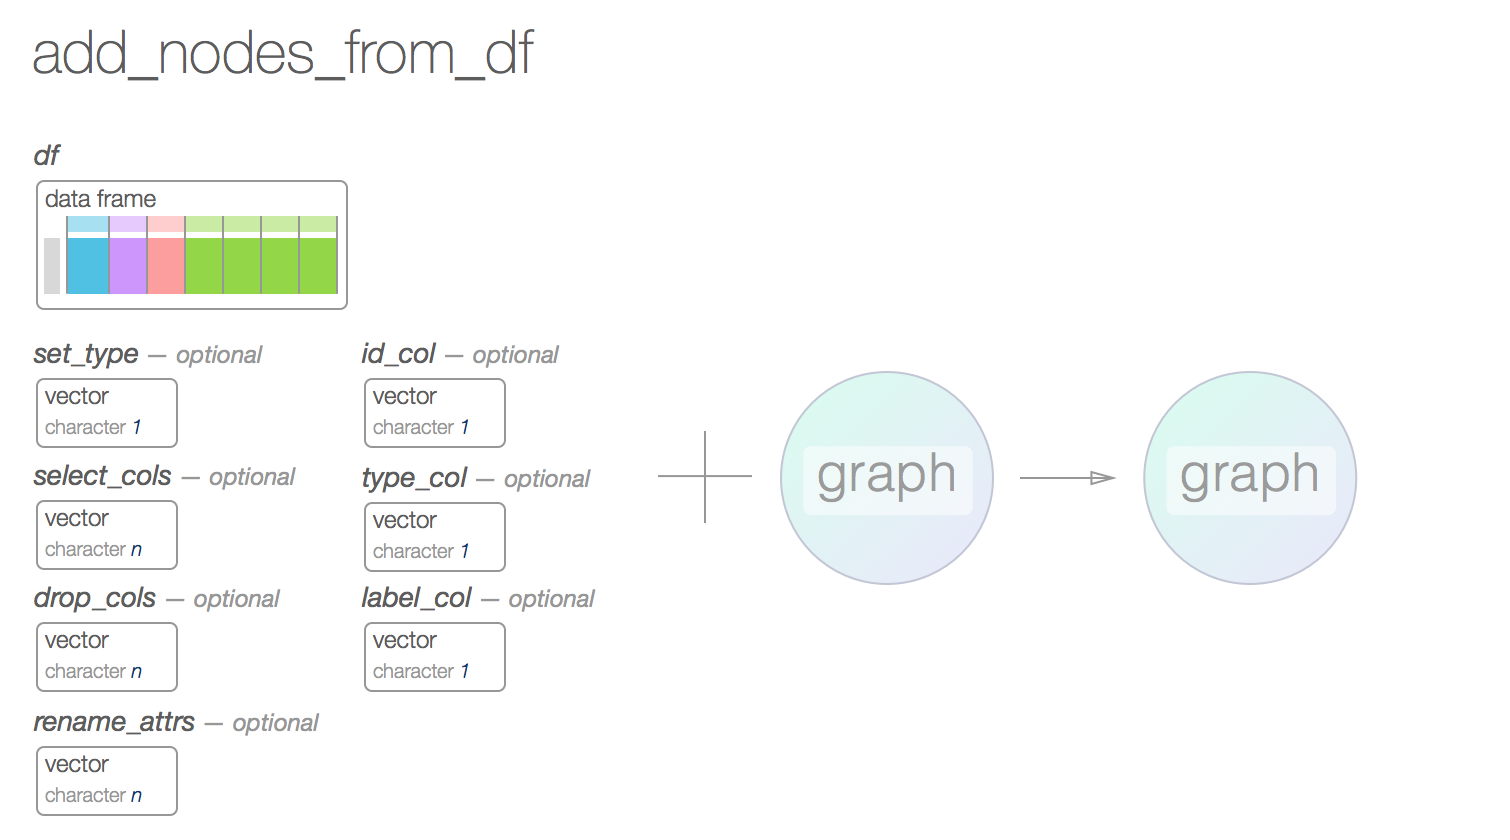 add_nodes_from_df
df
data frame
set_type — optional
vector
character 1
select_cols — optional
vector
character n
drop_cols — optional
vector
character n
rename_attrs — optional
vector
character n
id_col — optional
vector
character 1
type_col — optional
vector
character 1
label_col — optional
vector
character 1
graph
graph